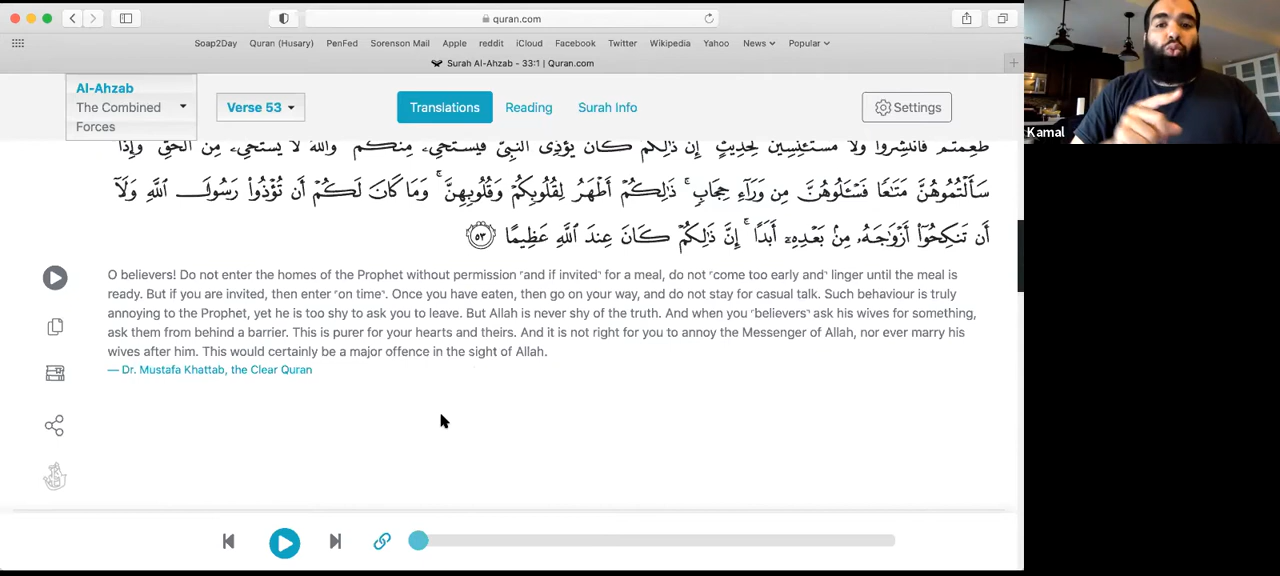 quran.com
Soap2Day Quran (Husary) PenFed Sorenson Mail Apple reddit iCloud Facebook Twitter Wikipedia Yahoo News Popular
Surah Al-Ahzab - 33:1 | Quran.com
Al-Ahzab
The Combined
Forces
Verse 53
Translations Reading Surah Info Settings
Kamal
طَعِمْتُمْ فَٱنتَشِرُوا۟ وَلَا مُسْتَـْٔنِسِينَ لِحَدِيثٍ ۚ إِنَّ ذَٰلِكُمْ كَانَ يُؤْذِى ٱلنَّبِىَّ فَيَسْتَحْىِۦ مِنكُمْ ۖ وَٱللَّهُ لَا يَسْتَحْىِۦ مِنَ ٱلْحَقِّ ۚ وَإِذَا
سَأَلْتُمُوهُنَّ مَتَـٰعًا فَسْـَٔلُوهُنَّ مِن وَرَآءِ حِجَابٍ ۚ ذَٰلِكُمْ أَطْهَرُ لِقُلُوبِكُمْ وَقُلُوبِهِنَّ ۚ وَمَا كَانَ لَكُمْ أَن تُؤْذُوا۟ رَسُولَ ٱللَّهِ وَلَآ
أَن تَنكِحُوٓا۟ أَزْوَٰجَهُۥ مِنۢ بَعْدِهِۦٓ أَبَدًا ۚ إِنَّ ذَٰلِكُمْ كَانَ عِندَ ٱللَّهِ عَظِيمًا ٥٣
O believers! Do not enter the homes of the Prophet without permission ˹and if invited˺ for a meal, do not ˹come too early and˺ linger until the meal is
ready. But if you are invited, then enter ˹on time˺. Once you have eaten, then go on your way, and do not stay for casual talk. Such behaviour is truly
annoying to the Prophet, yet he is too shy to ask you to leave. But Allah is never shy of the truth. And when you ˹believers˺ ask his wives for something,
ask them from behind a barrier. This is purer for your hearts and theirs. And it is not right for you to annoy the Messenger of Allah, nor ever marry his
wives after him. This would certainly be a major offence in the sight of Allah.
— Dr. Mustafa Khattab, the Clear Quran